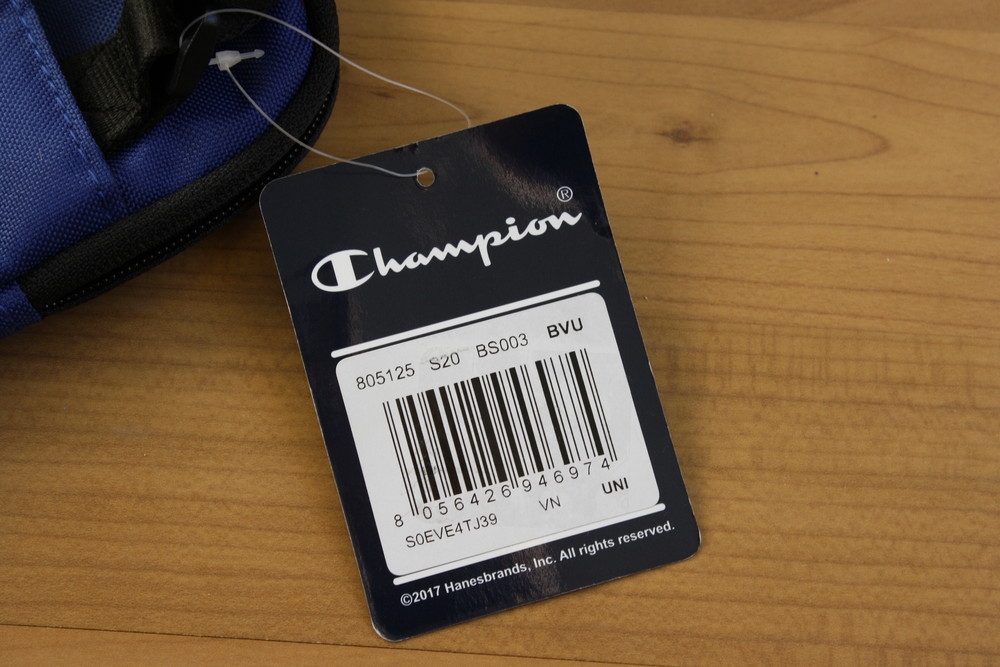 Champion®
805125 S20 BS003 BVU
8 056426 946974
S0EVE4TJ39 VN UNI
©2017 Hanesbrands, Inc. All rights reserved.